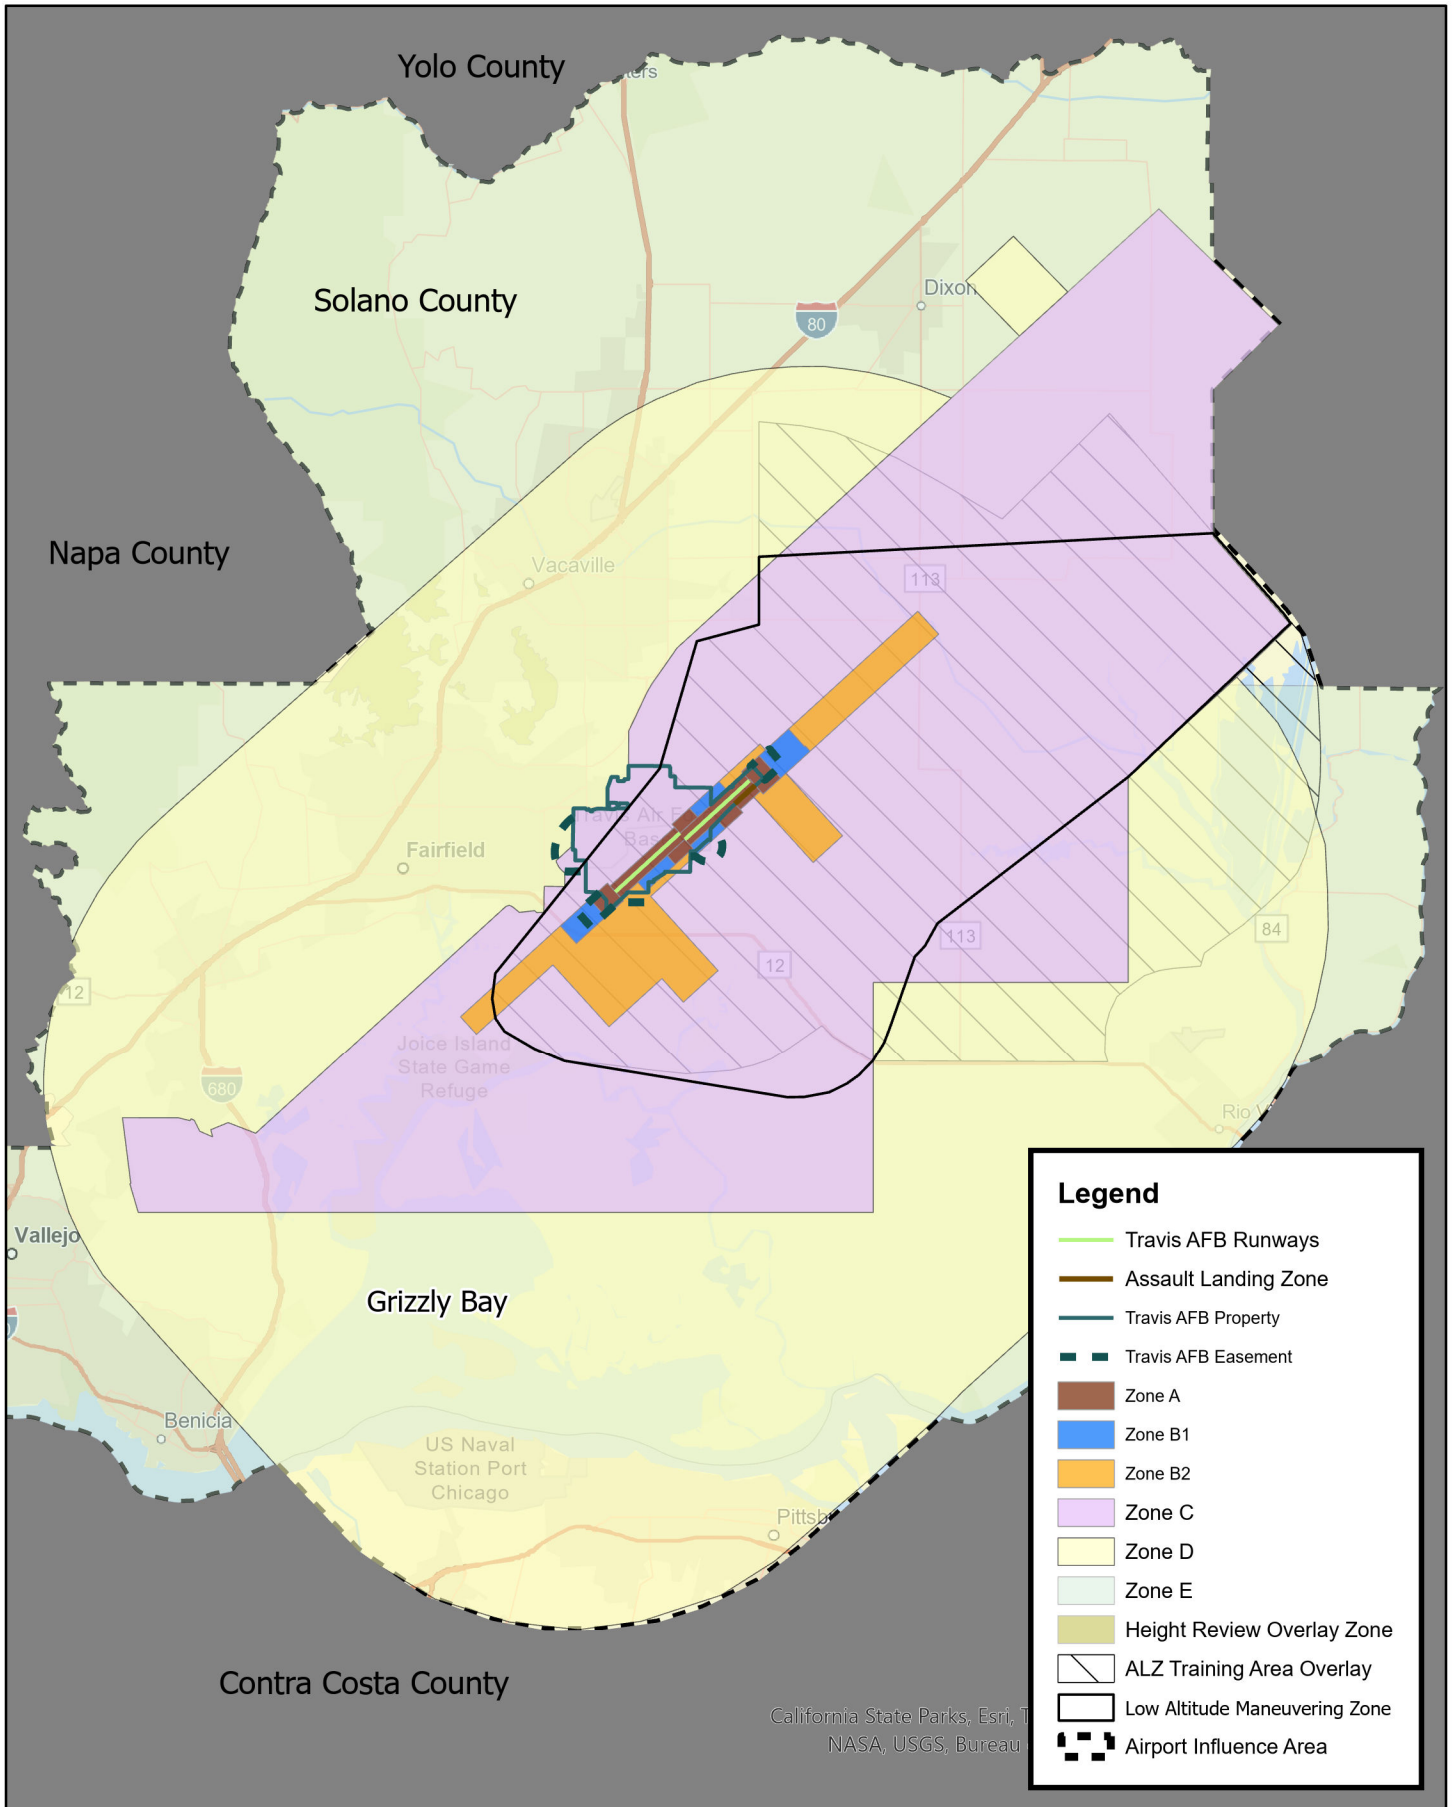 Yolo County
Solano County
80
Dixon
Napa County
Vacaville
113
Travis Air
Fairfield
12
113
12
84
Joice Island
State Game
Refuge
680
Rio
Vallejo
Grizzly Bay
Benicia
US Naval
Station Port
Chicago
Contra Costa County
California State Parks, Esri,
NASA, USGS, Bureau
Legend
Travis AFB Runways
Assault Landing Zone
Travis AFB Property
Travis AFB Easement
Zone A
Zone B1
Zone B2
Zone C
Zone D
Zone E
Height Review Overlay Zone
ALZ Training Area Overlay
Low Altitude Maneuvering Zone
Airport Influence Area